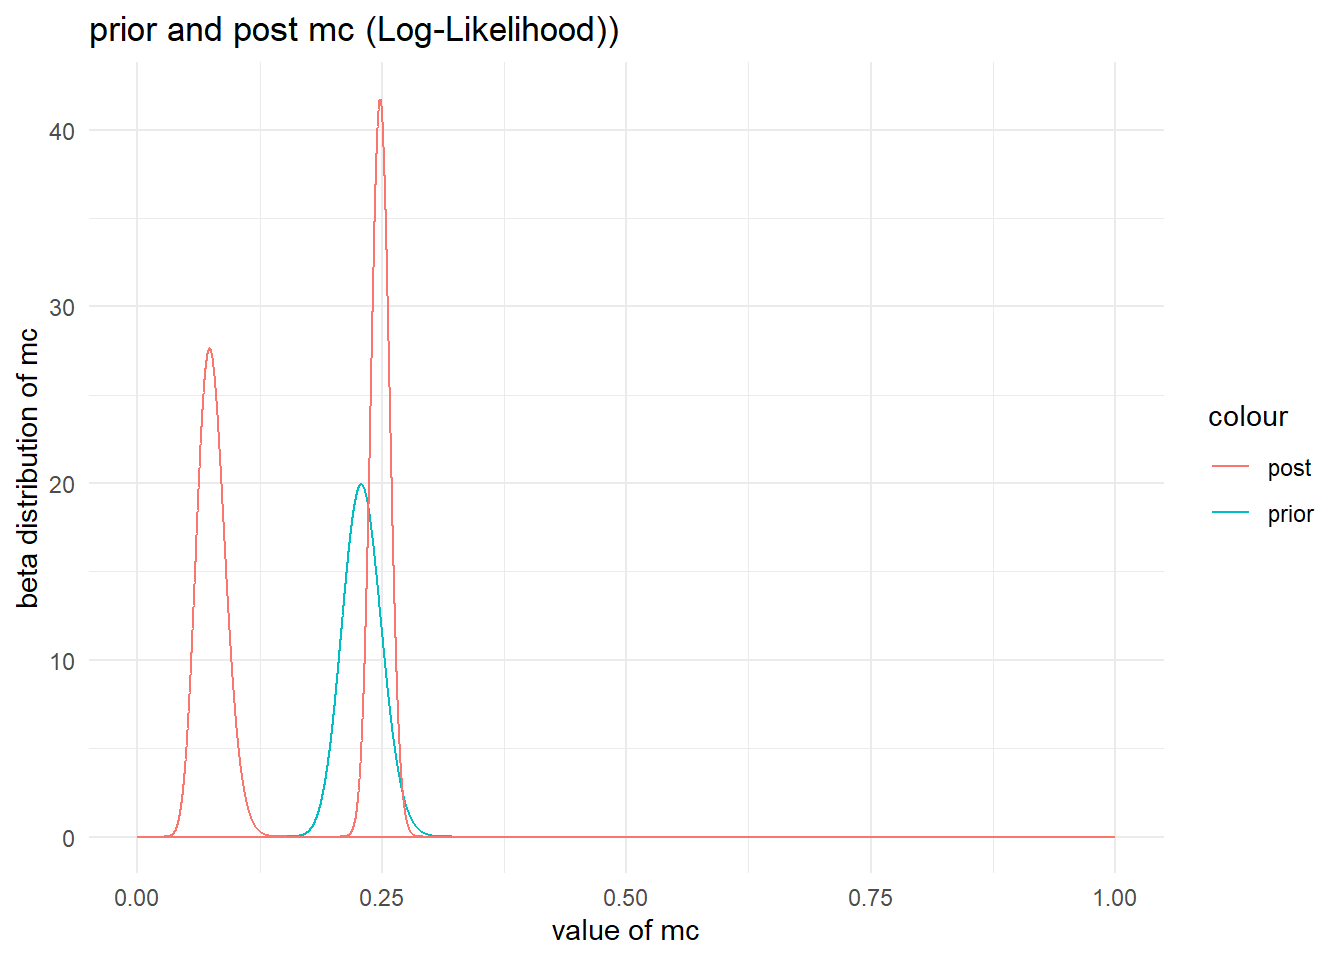 prior and post mc (Log-Likelihood))
beta distribution of mc
40
30
20
10
0
0.00
0.25
0.50
0.75
1.00
value of mc
colour
post
prior